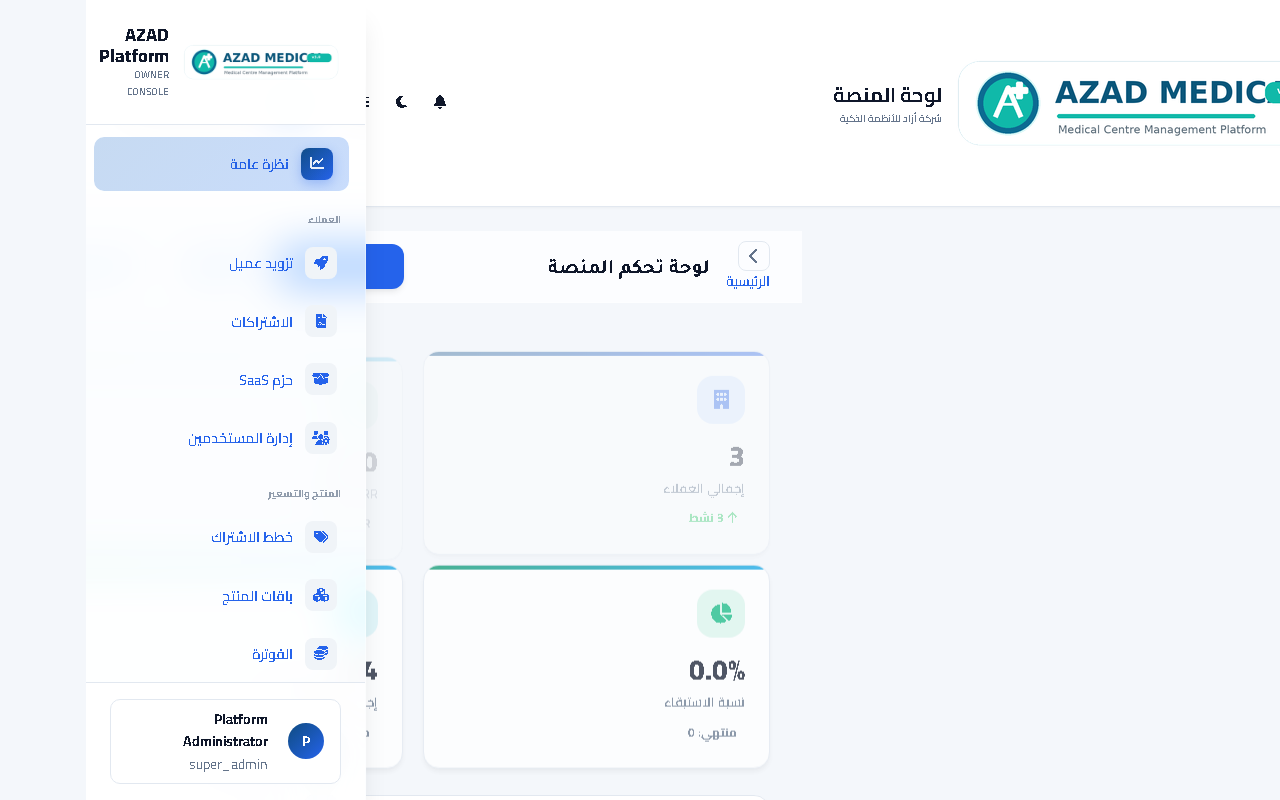 AZAD
Platform
OWNER
CONSOLE
AZAD MEDIC
Medical Centre Management Platform
نظرة عامة
العملاء
تزويد عميل
الاشتراكات
حزم SaaS
إدارة المستخدمين
المنتج والتسعير
خطط الاشتراك
باقات المنتج
الفوترة
Platform
Administrator
super_admin
P
AZAD MEDIC
Medical Centre Management Platform
لوحة المنصة
شركة أزاد للأنظمة الذكية
الرئيسية
لوحة تحكم المنصة
3
إجمالي العملاء
3 نشط
0
RR
R
0.0%
نسبة الاستبقاء
منتهي: 0
4